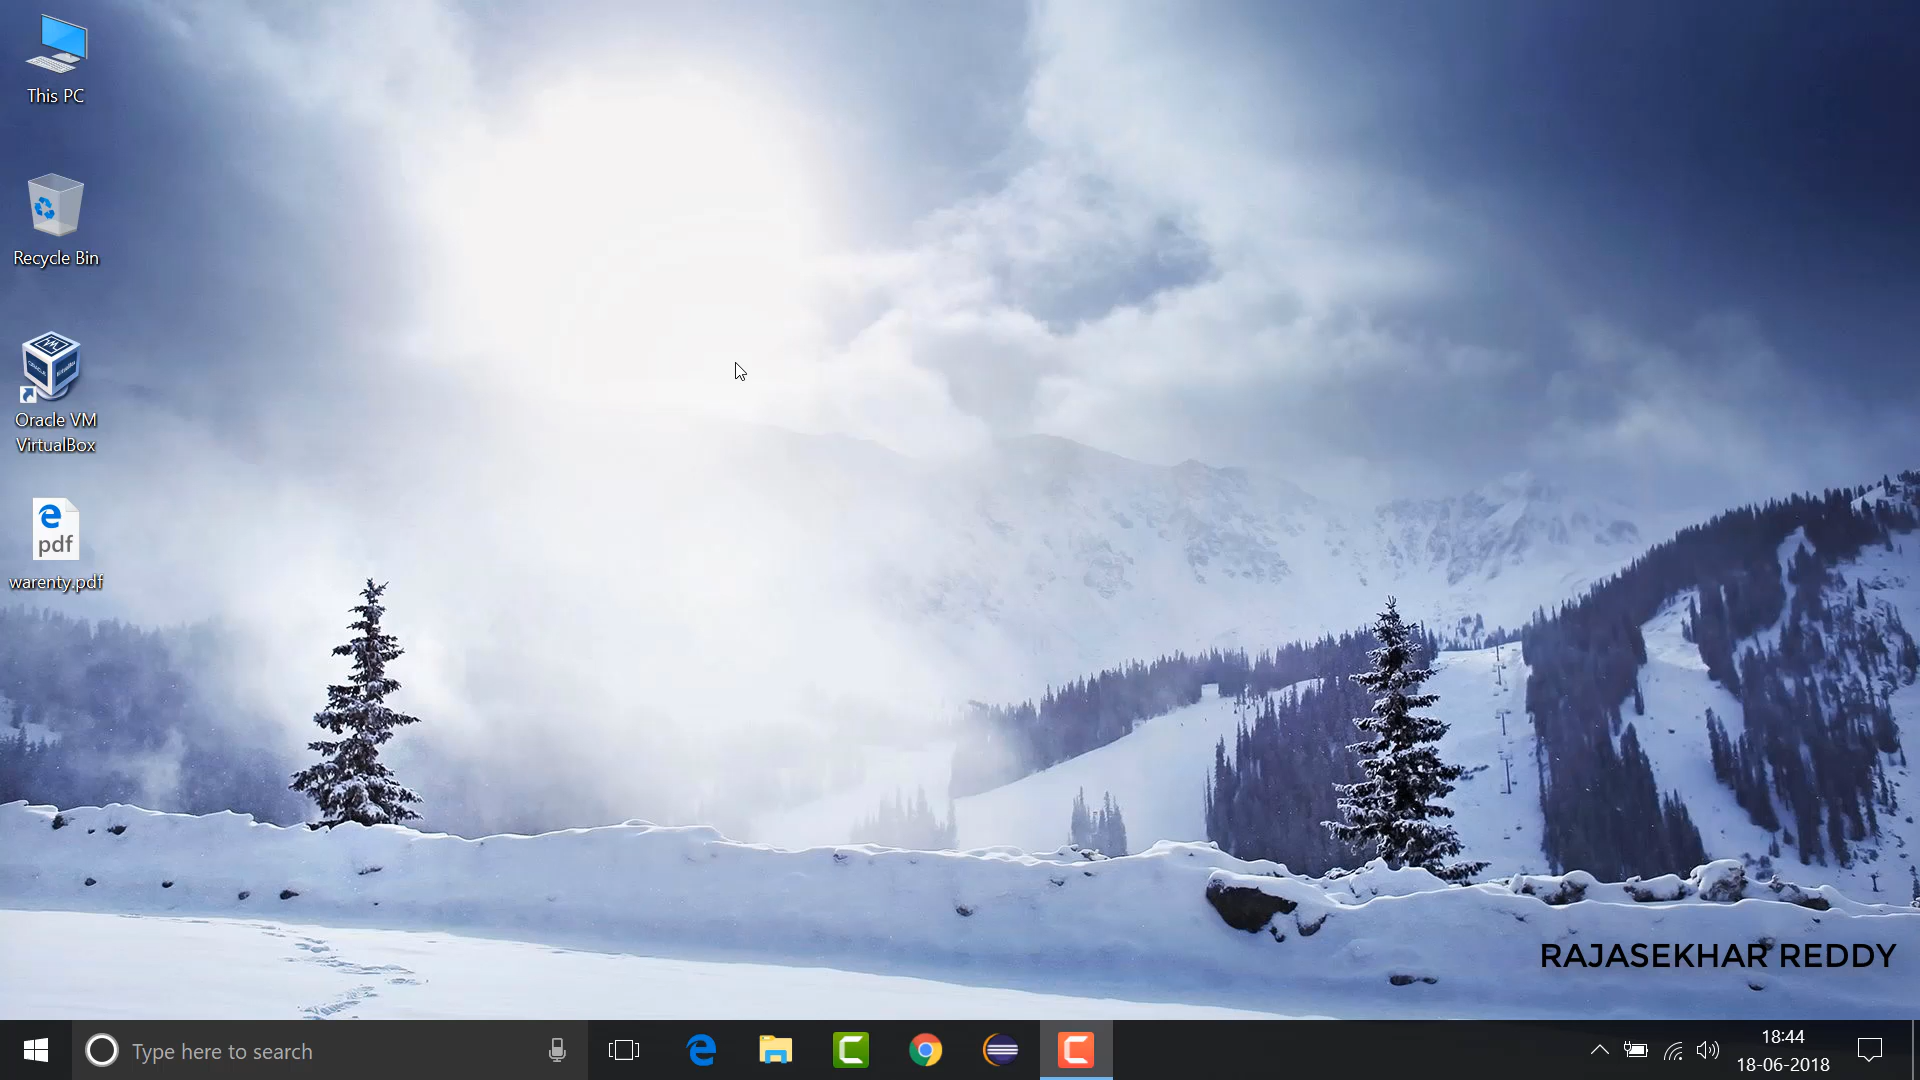 This PC
Recycle Bin
Oracle VM
VirtualBox
pdf
warenty.pdf
RAJASEKHAR REDDY
Type here to search
18:44
18-06-2018